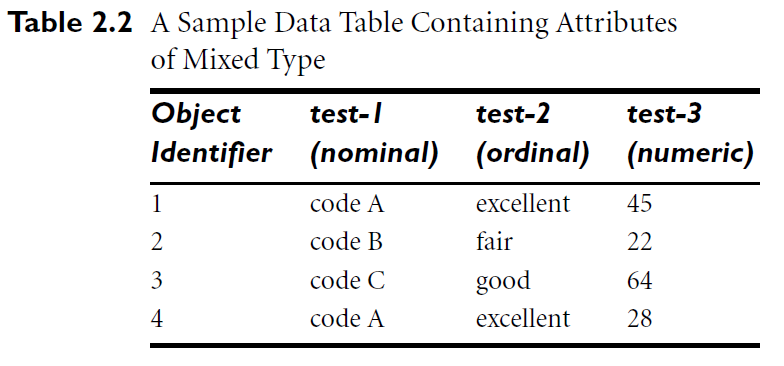 Table 2.2 A Sample Data Table Containing Attributes
of Mixed Type
Object test-1 test-2 test-3
Identifier (nominal) (ordinal) (numeric)
1 code A excellent 45
2 code B fair 22
3 code C good 64
4 code A excellent 28